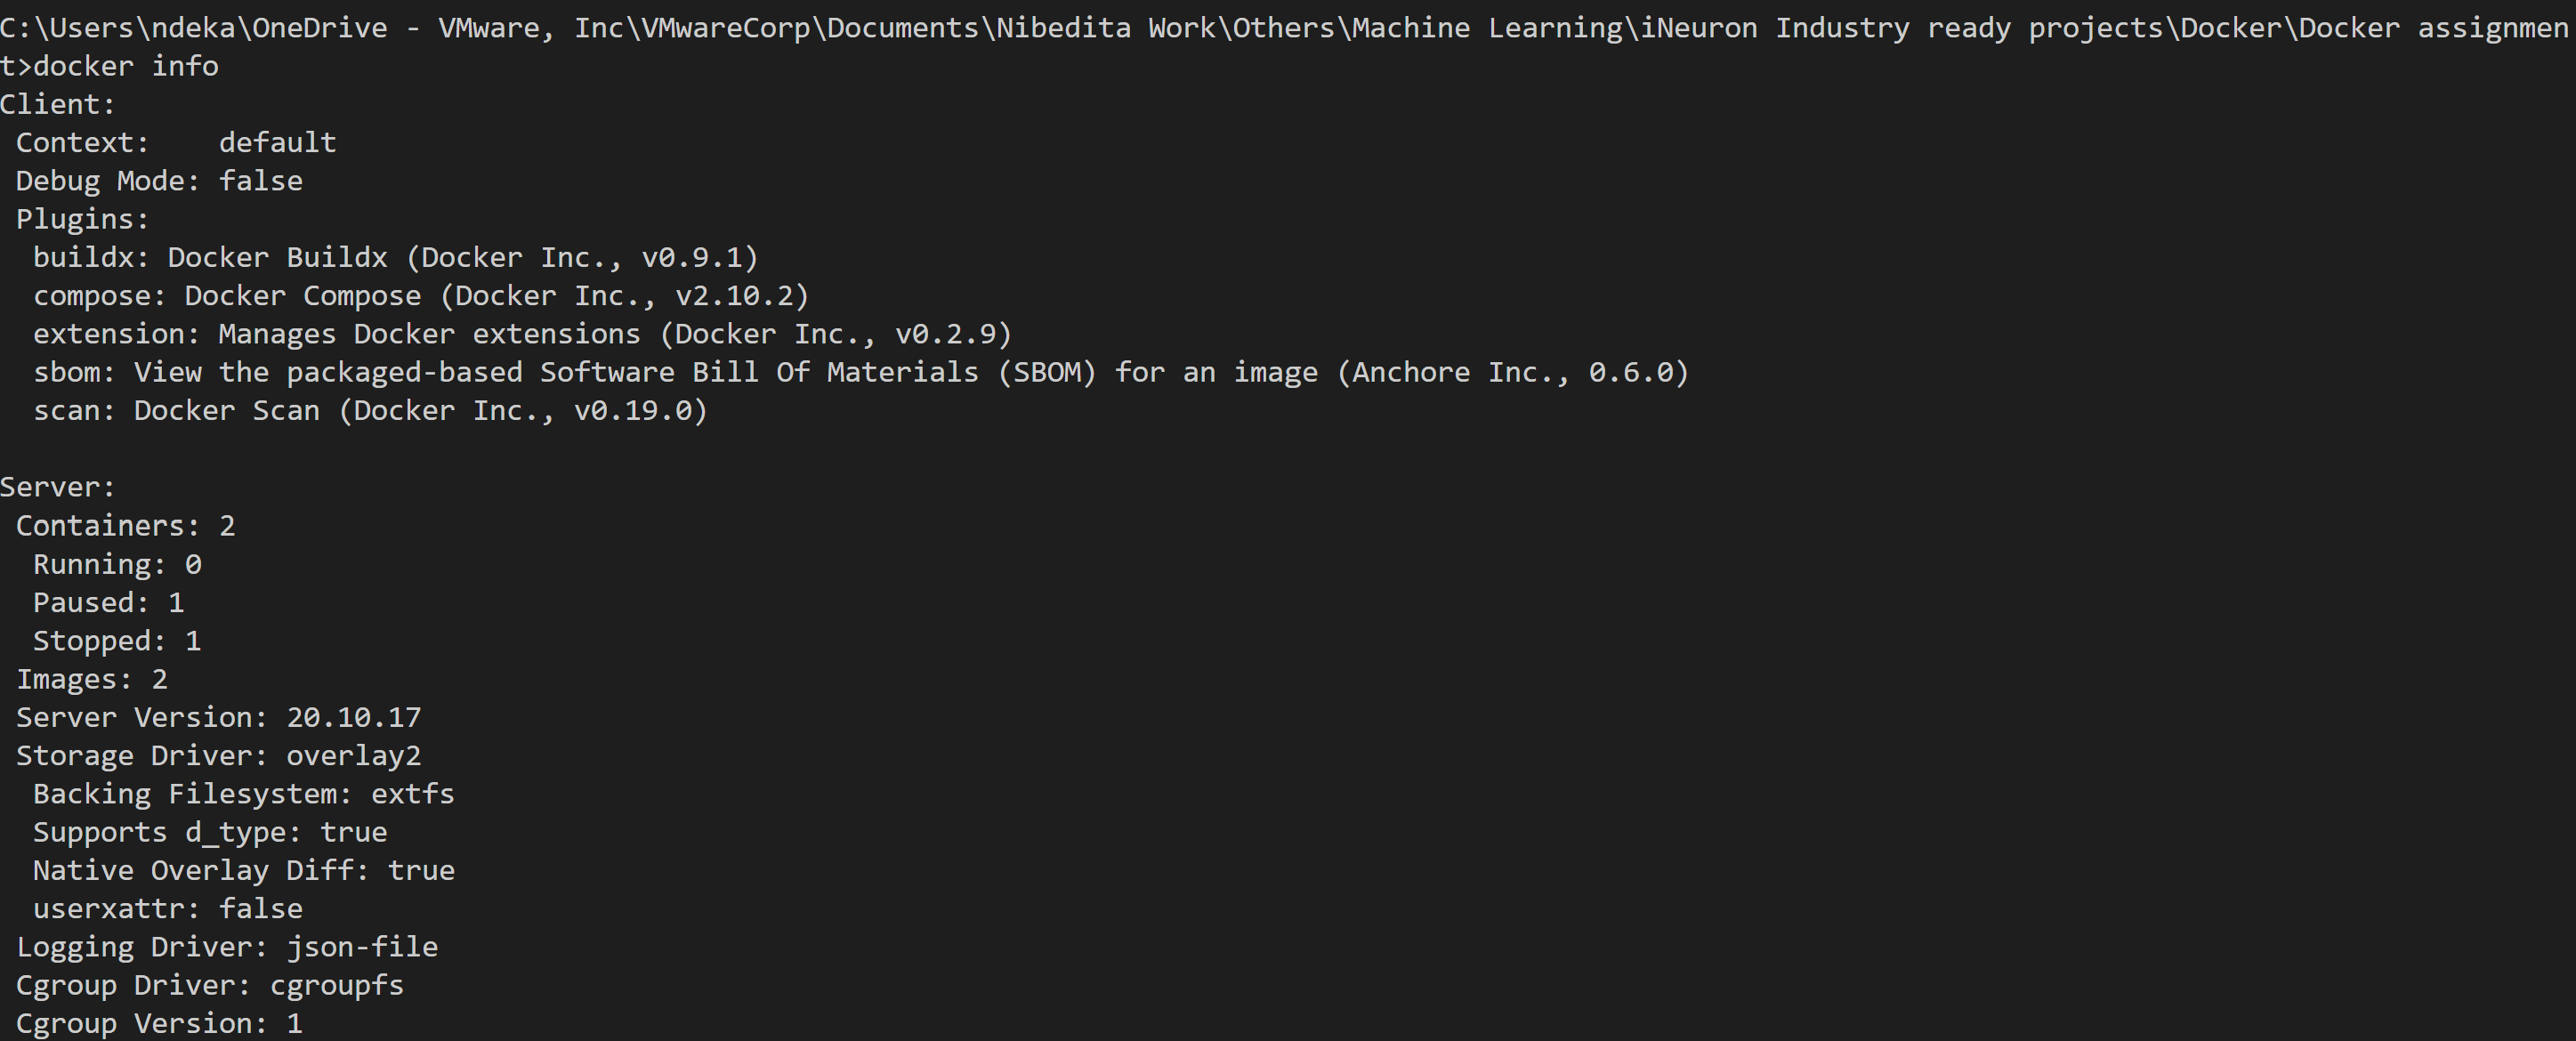 C:\Users\ndeka\OneDrive - VMware, Inc\VMwareCorp\Documents\Nibedita Work\Others\Machine Learning\iNeuron Industry ready projects\Docker\Docker assignmen
t>docker info
Client:
 Context:    default
 Debug Mode: false
 Plugins:
  buildx: Docker Buildx (Docker Inc., v0.9.1)
  compose: Docker Compose (Docker Inc., v2.10.2)
  extension: Manages Docker extensions (Docker Inc., v0.2.9)
  sbom: View the packaged-based Software Bill Of Materials (SBOM) for an image (Anchore Inc., 0.6.0)
  scan: Docker Scan (Docker Inc., v0.19.0)

Server:
 Containers: 2
  Running: 0
  Paused: 1
  Stopped: 1
 Images: 2
 Server Version: 20.10.17
 Storage Driver: overlay2
  Backing Filesystem: extfs
  Supports d_type: true
  Native Overlay Diff: true
  userxattr: false
 Logging Driver: json-file
 Cgroup Driver: cgroupfs
 Cgroup Version: 1